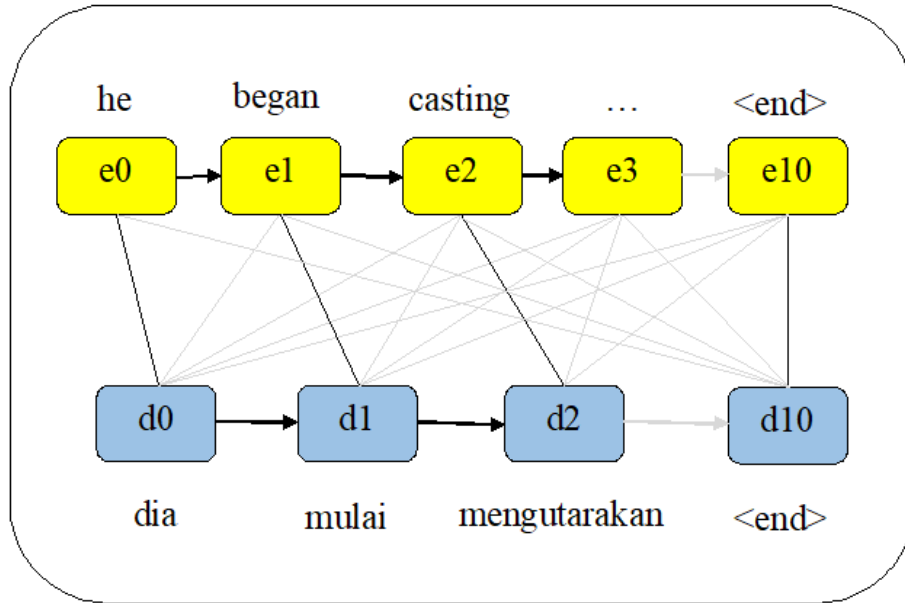 he began casting … <end>
e0 e1 e2 e3 e10
d0 d1 d2 d10
dia mulai mengutarakan <end>